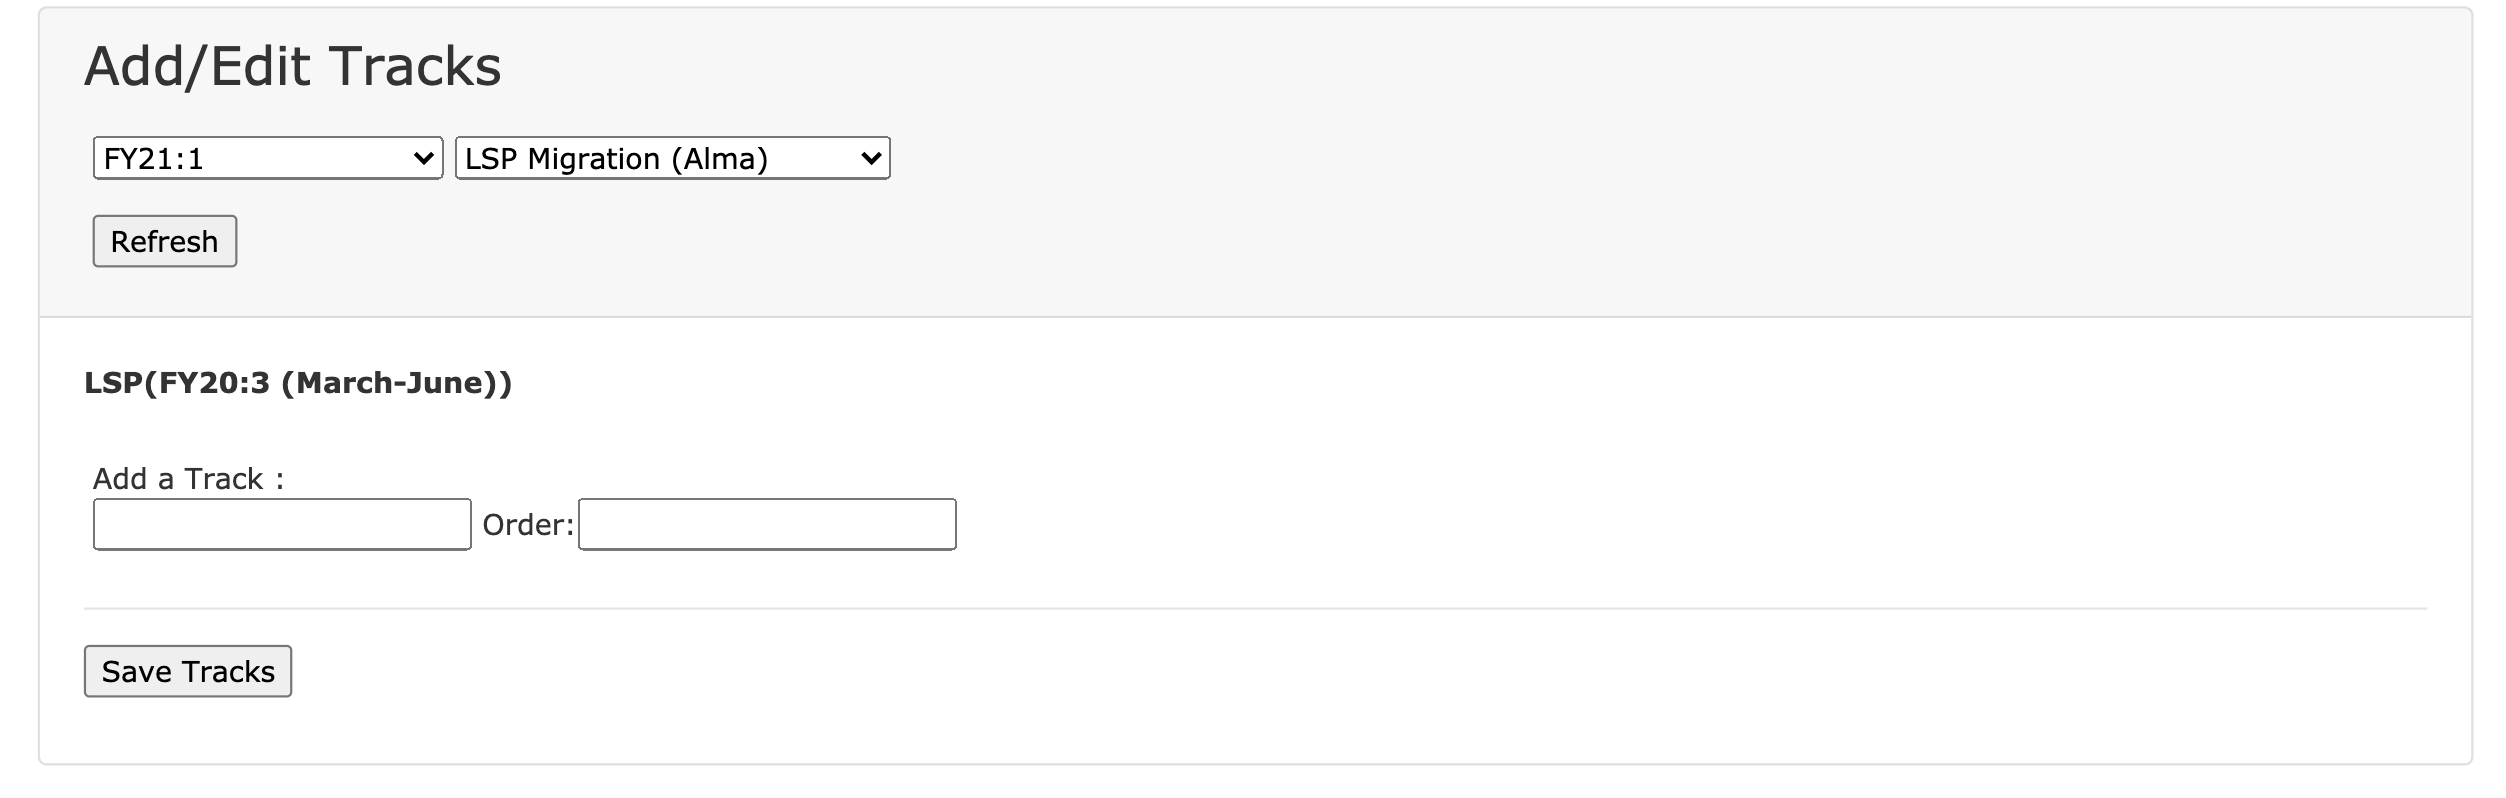 Add/Edit Tracks
FY21:1 LSP Migration (Alma)
Refresh
LSP(FY20:3 (March-June))
Add a Track :
Order:
Save Tracks